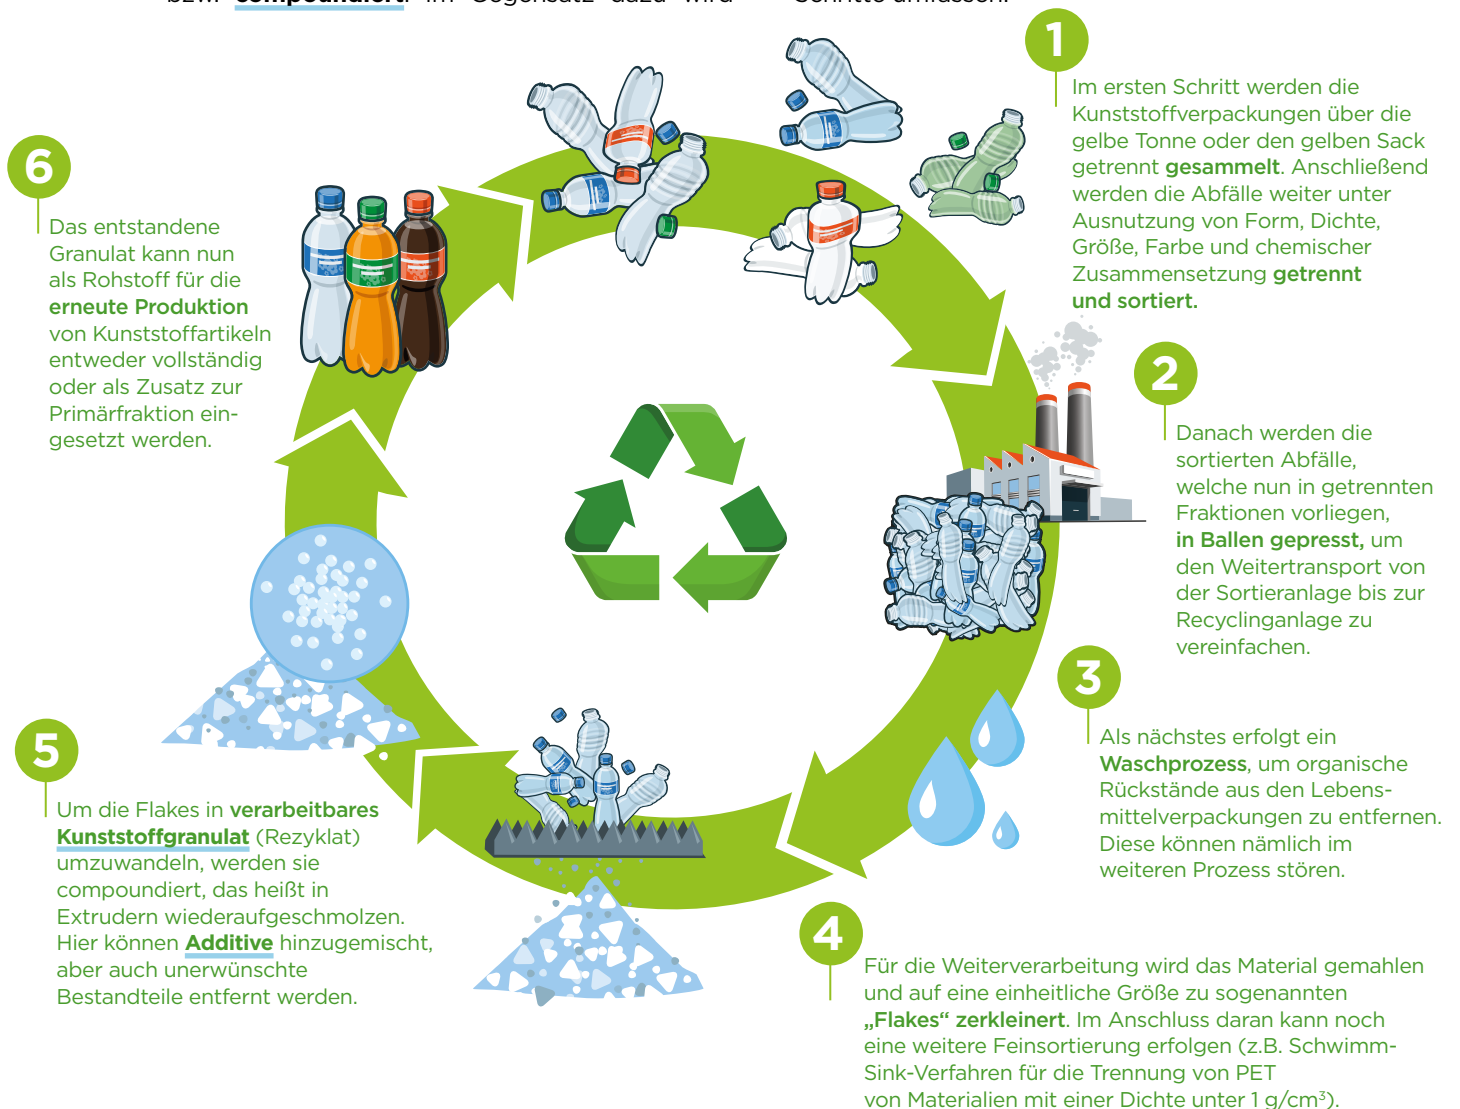 compoundiert. Im Gegensatz dazu wird
Schritte umfassen.
1
Im ersten Schritt werden die
Kunststoffverpackungen über die
gelbe Tonne oder den gelben Sack
getrennt gesammelt. Anschließend
werden die Abfälle weiter unter
Ausnutzung von Form, Dichte,
Größe, Farbe und chemischer
Zusammensetzung getrennt
und sortiert.
2
Danach werden die
sortierten Abfälle,
welche nun in getrennten
Fraktionen vorliegen,
in Ballen gepresst, um
den Weitertransport von
der Sortieranlage bis zur
Recyclinganlage zu
vereinfachen.
3
Als nächstes erfolgt ein
Waschprozess, um organische
Rückstände aus den Lebens-
mittelverpackungen zu entfernen.
Diese können nämlich im
weiteren Prozess stören.
4
Für die Weiterverarbeitung wird das Material gemahlen
und auf eine einheitliche Größe zu sogenannten
„Flakes“ zerkleinert. Im Anschluss daran kann noch
eine weitere Feinsortierung erfolgen (z.B. Schwimm-
Sink-Verfahren für die Trennung von PET
von Materialien mit einer Dichte unter 1 g/cm³).
5
Um die Flakes in verarbeitbares
Kunststoffgranulat (Rezyklat)
umzuwandeln, werden sie
compoundiert, das heißt in
Extrudern wiederaufgeschmolzen.
Hier können Additive hinzugemischt,
aber auch unerwünschte
Bestandteile entfernt werden.
6
Das entstandene
Granulat kann nun
als Rohstoff für die
erneute Produktion
von Kunststoffartikeln
entweder vollständig
oder als Zusatz zur
Primärfraktion ein-
gesetzt werden.